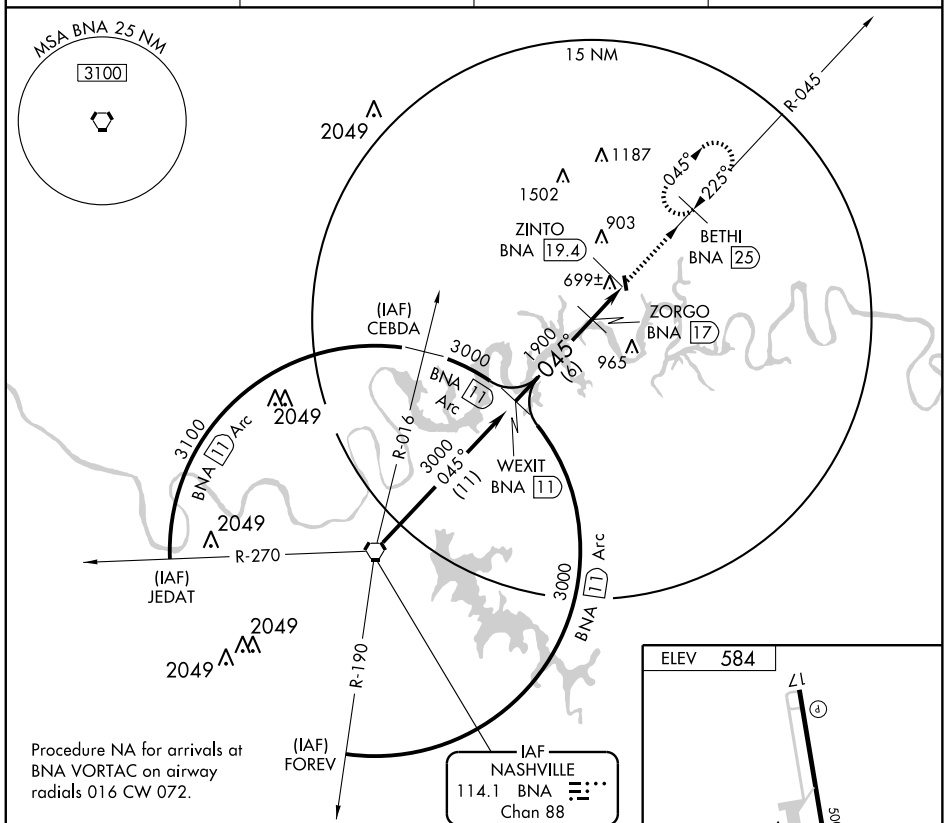 MSA BNA 25 NM
3100
15 NM
R-045
2049
1187
1502
045°
225°
ZINTO
BNA 19.4
903
BETHI
BNA 25
699±
(IAF)
CEBDA
ZORGO
BNA 17
3000
1900
045°
(6)
965
BNA 11
Arc
2049
3100
BNA 11 Arc
R-016
3000
045°
(11)
WEXIT
BNA 11
2049
R-270
(IAF)
JEDAT
3000
BNA 11 Arc
2049
2049
R-190
ELEV 584
17
P
50
Procedure NA for arrivals at
BNA VORTAC on airway
radials 016 CW 072.
(IAF)
FOREV
IAF
NASHVILLE
114.1 BNA
Chan 88